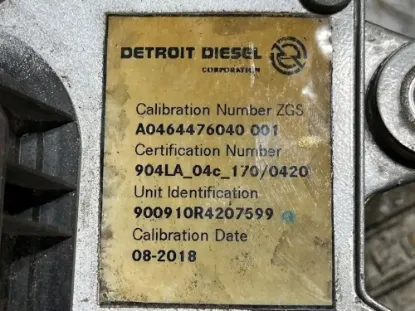 DETROIT DIESEL
CORPORATION
Calibration Number ZGS
A0464476040 001
Certification Number
904LA_04c_170/0420
Unit Identification
900910R4207599
Calibration Date
08-2018